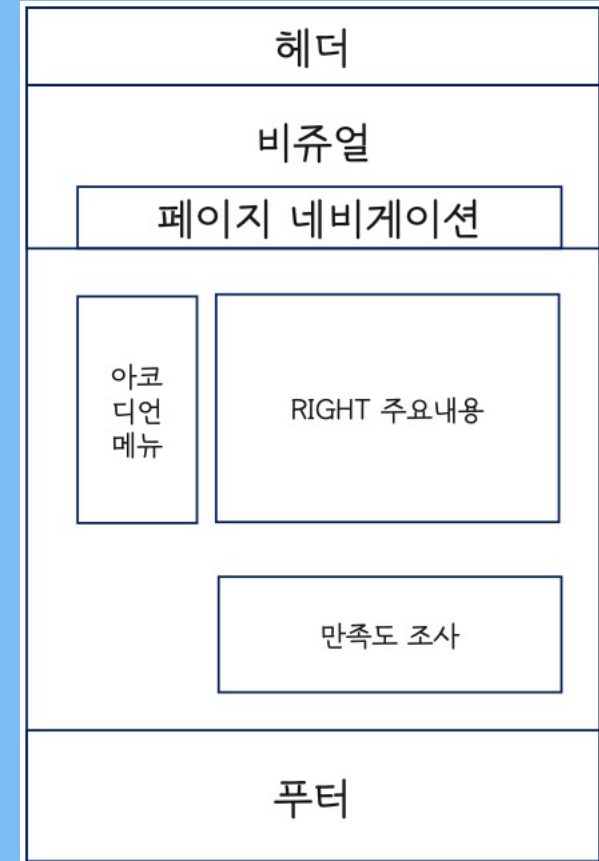 헤더
비쥬얼
페이지 네비게이션
아코
디언
메뉴
RIGHT 주요내용
만족도 조사
푸터